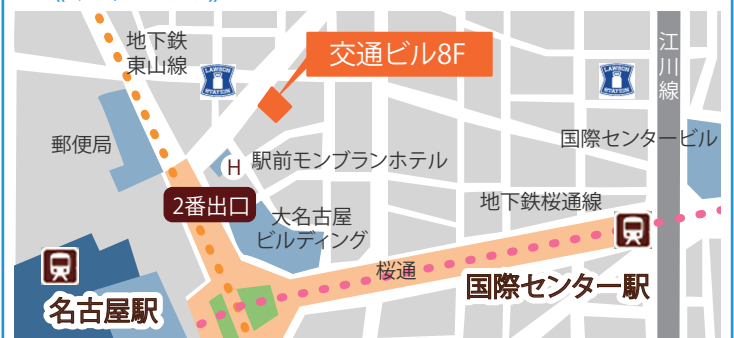 地下鉄
東山線
LAWSON
STATION
交通ビル8F
LAWSON
STATION
江川線
郵便局
H
駅前モンブランホテル
国際センタービル
2番出口
大名古屋
ビルディング
地下鉄桜通線
桜通
名古屋駅
国際センター駅